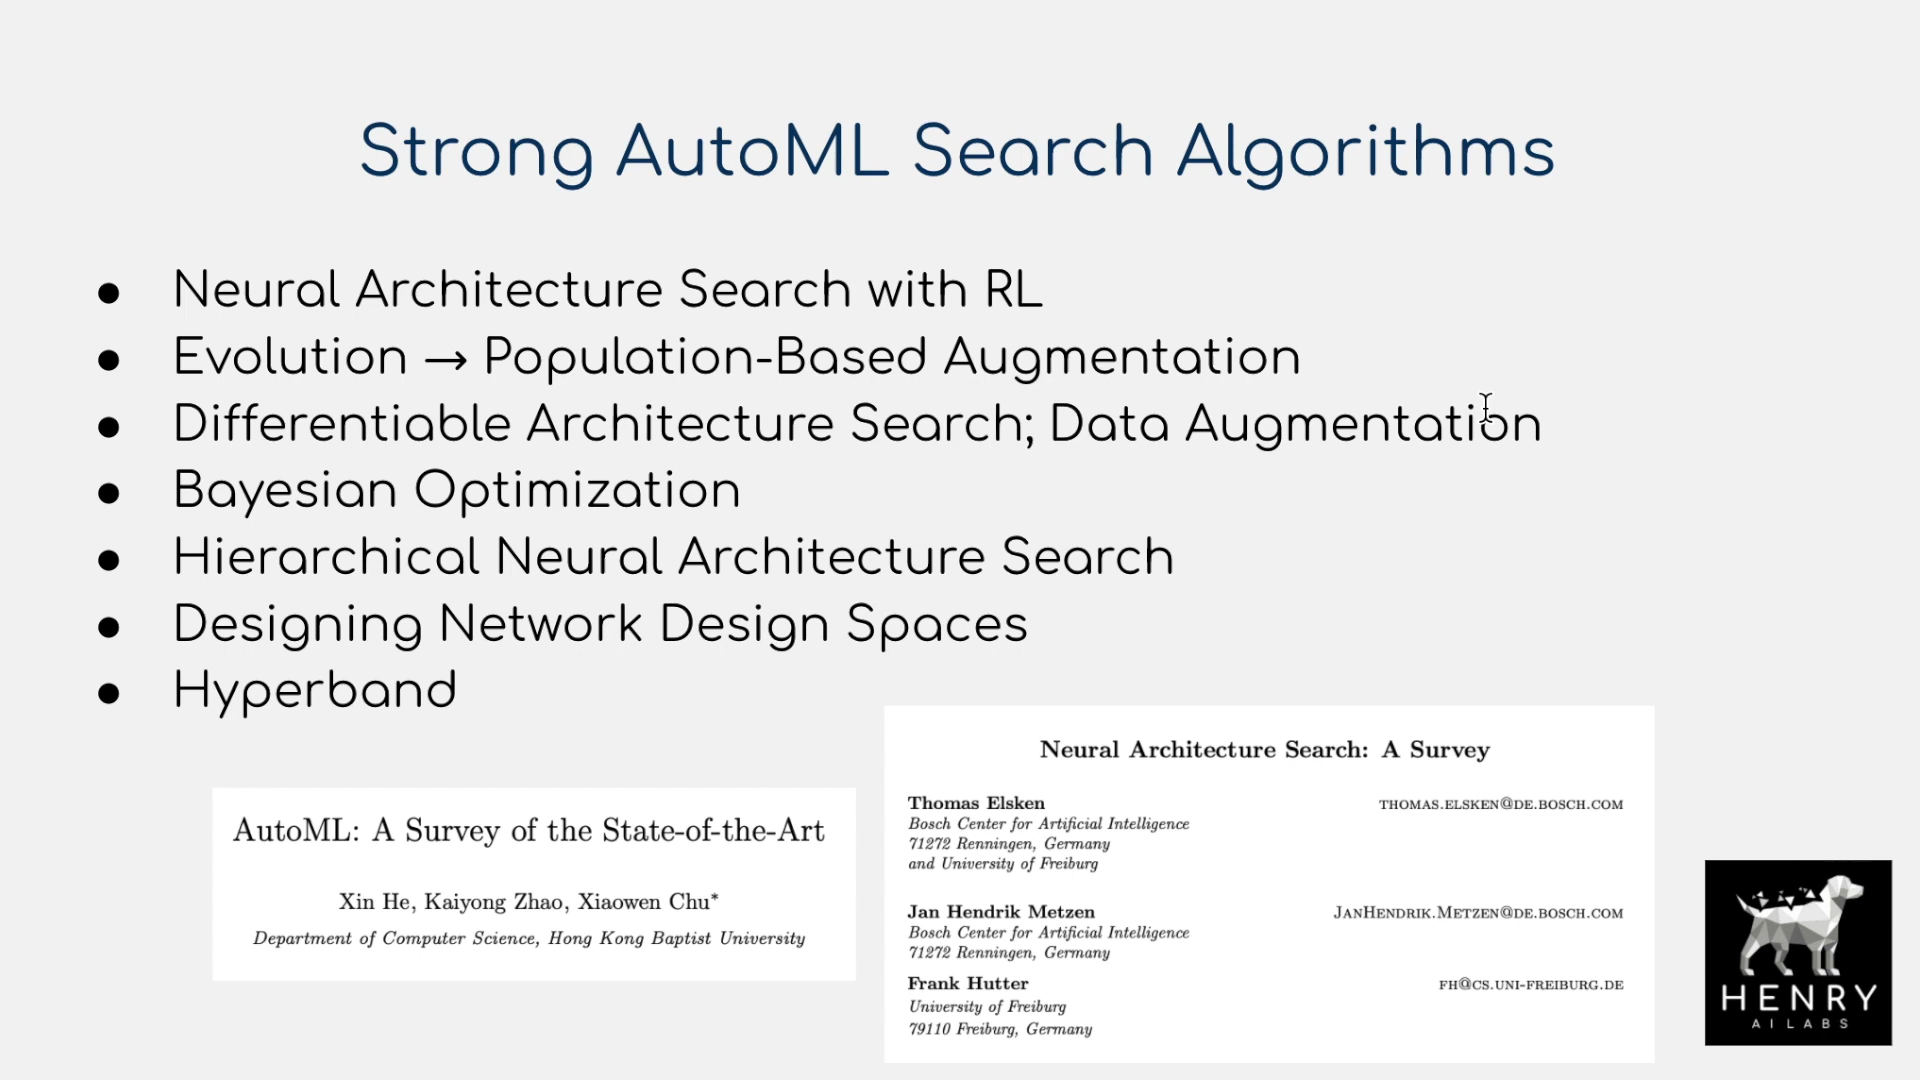 Strong AutoML Search Algorithms
● Neural Architecture Search with RL
● Evolution → Population-Based Augmentation
● Differentiable Architecture Search; Data Augmentation
● Bayesian Optimization
● Hierarchical Neural Architecture Search
● Designing Network Design Spaces
● Hyperband
AutoML: A Survey of the State-of-the-Art
Xin He, Kaiyong Zhao, Xiaowen Chu*
Department of Computer Science, Hong Kong Baptist University
Neural Architecture Search: A Survey
Thomas Elsken THOMAS.ELSKEN@DE.BOSCH.COM
Bosch Center for Artificial Intelligence
71272 Renningen, Germany
and University of Freiburg
Jan Hendrik Metzen JANHENDRIK.METZEN@DE.BOSCH.COM
Bosch Center for Artificial Intelligence
71272 Renningen, Germany
Frank Hutter FH@CS.UNI-FREIBURG.DE
University of Freiburg
79110 Freiburg, Germany
HENRY
AI LABS